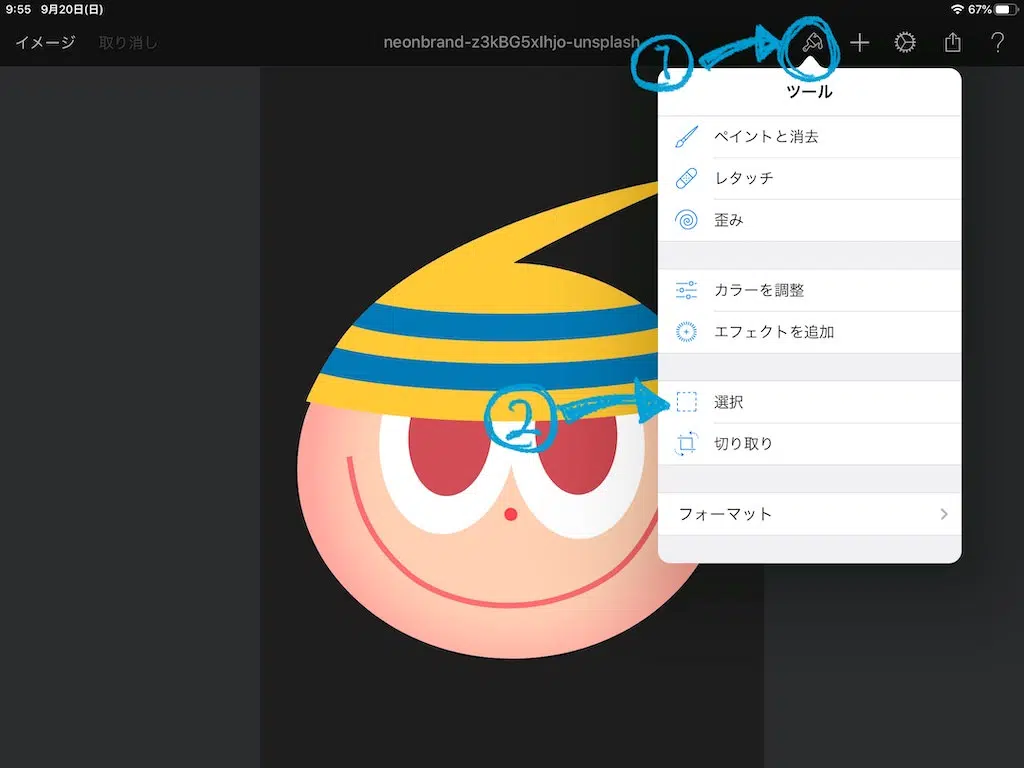 9:55 9月20日(日)
67%
イメージ 取り消し neonbrand-z3kBG5xIhjo-unsplash ?
1
ツール
ペイントと消去
レタッチ
歪み
カラーを調整
エフェクトを追加
2
選択
切り取り
フォーマット